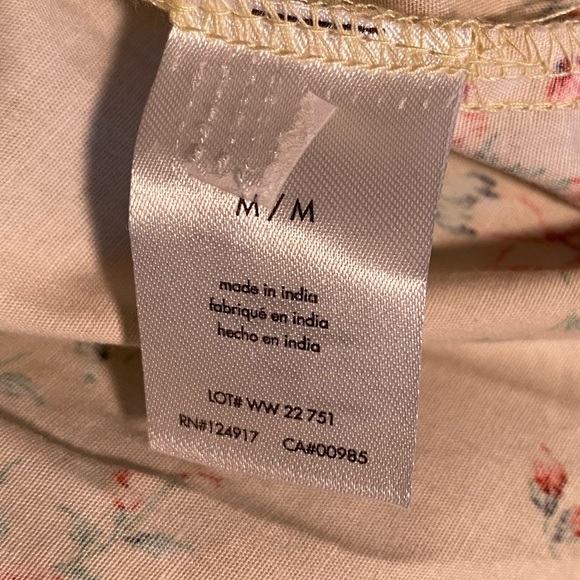 M / M
made in india
fabriqué en india
hecho en india
LOT# WW 22 751
RN#124917 CA#00985